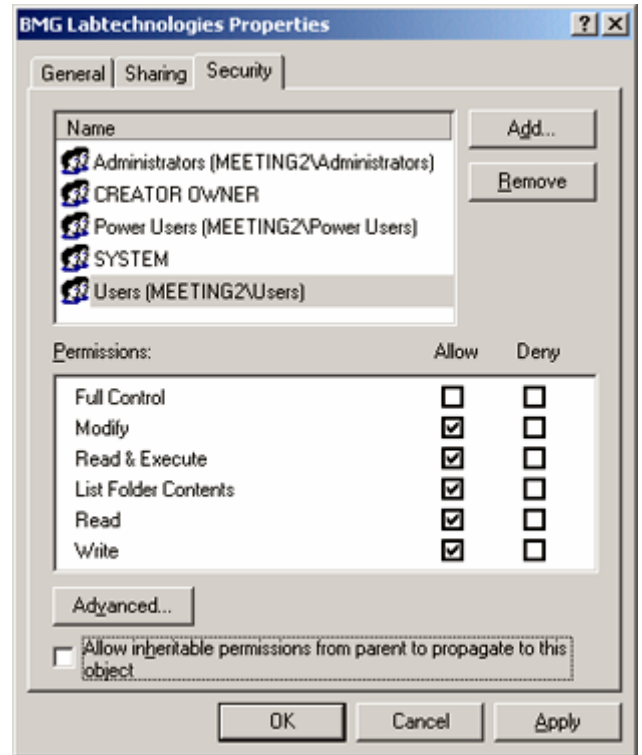 BMG Labtechnologies Properties
General Sharing Security
Name
Administrators (MEETING2\Administrators)
CREATOR OWNER
Power Users (MEETING2\Power Users)
SYSTEM
Users (MEETING2\Users)
Add...
Remove
Permissions: Allow Deny
Full Control
Modify
Read & Execute
List Folder Contents
Read
Write
Advanced...
Allow inheritable permissions from parent to propagate to this
object
OK Cancel Apply